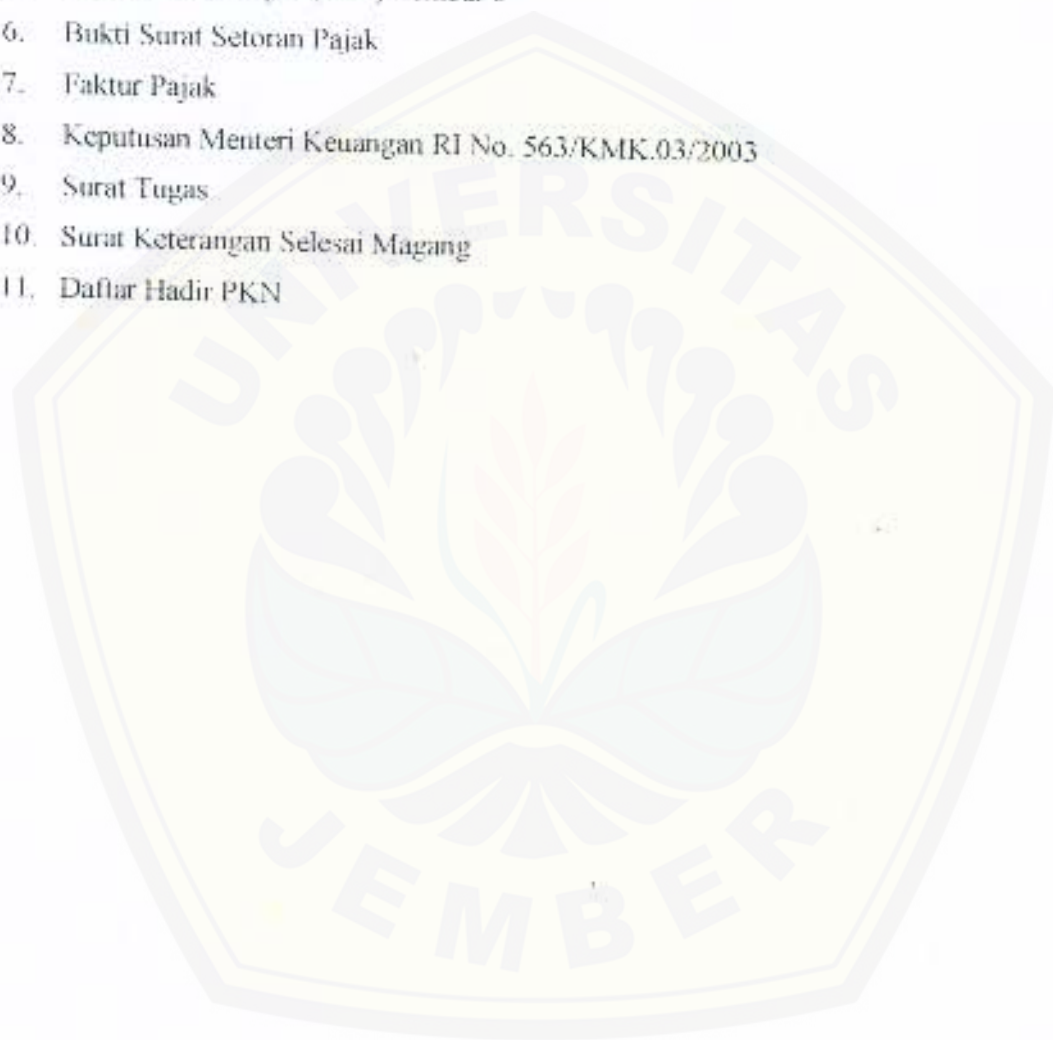 6. Bukti Surat Setoran Pajak
7. Faktur Pajak
8. Keputusan Menteri Keuangan RI No. 563/KMK.03/2003
9. Surat Tugas
10. Surat Keterangan Selesai Magang
11. Daftar Hadir PKN
UNIVERSITAS
JEMBER